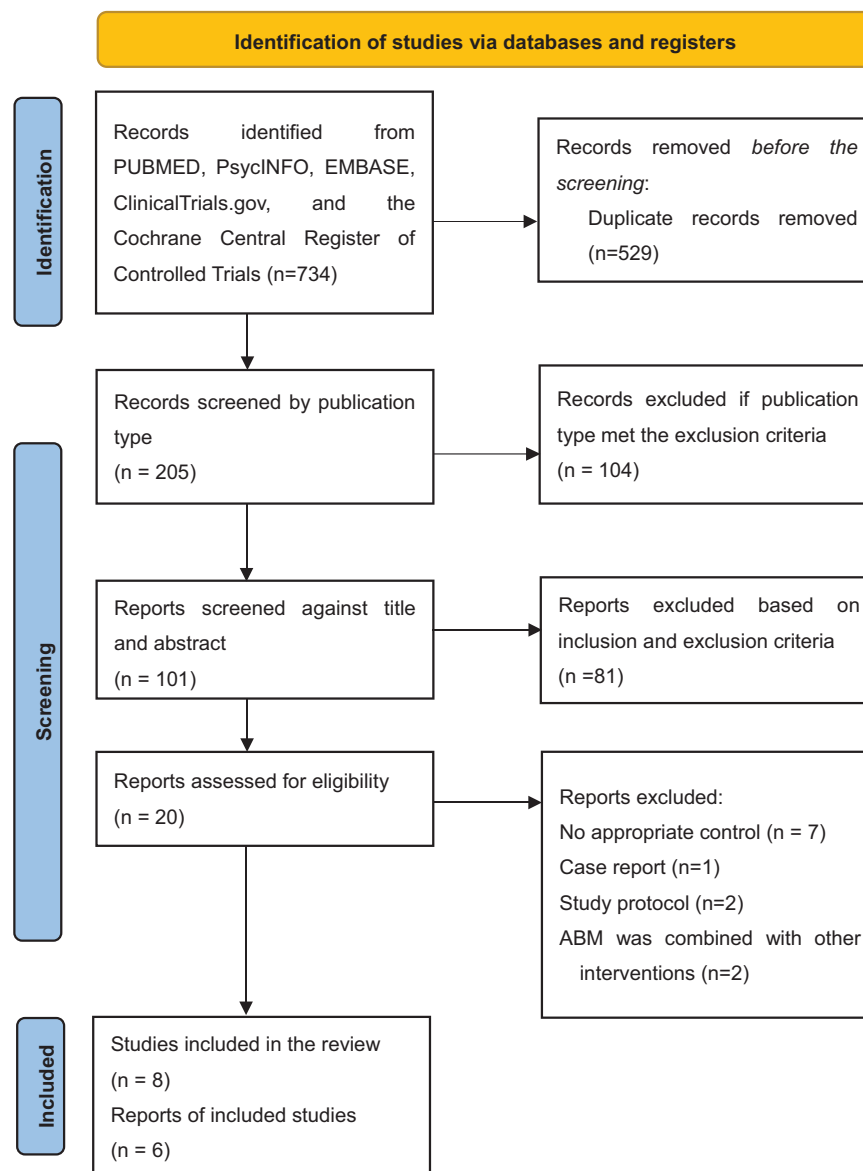 Identification of studies via databases and registers
Identification
Records identified from
PUBMED, PsycINFO, EMBASE,
ClinicalTrials.gov, and the
Cochrane Central Register of
Controlled Trials (n=734)
Records removed before the
screening:
Duplicate records removed
(n=529)
Screening
Records screened by publication
type
(n = 205)
Records excluded if publication
type met the exclusion criteria
(n = 104)
Reports screened against title
and abstract
(n = 101)
Reports excluded based on
inclusion and exclusion criteria
(n =81)
Reports assessed for eligibility
(n = 20)
Reports excluded:
No appropriate control (n = 7)
Case report (n=1)
Study protocol (n=2)
ABM was combined with other
interventions (n=2)
Included
Studies included in the review
(n = 8)
Reports of included studies
(n = 6)